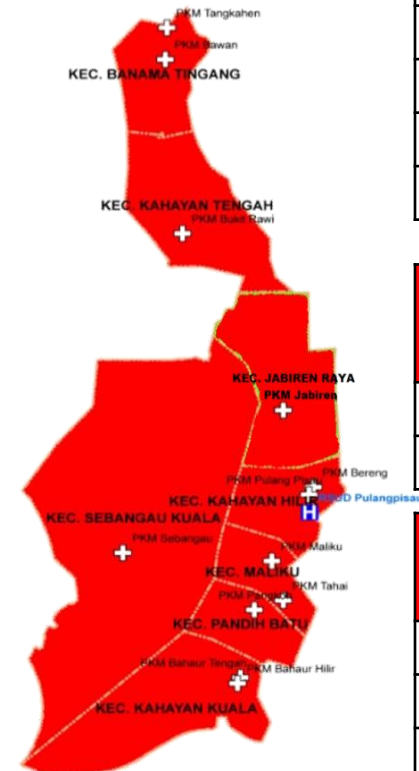 PKM Tangkahen
PKM Bawan
KEC. BANAMA TINGANG
KEC. KAHAYAN TENGAH
PKM Bukit Rawi
KEC. JABIREN RAYA
PKM Jabiren
PKM Bereng
PKM Pulang Pisau
KEC. KAHAYAN HILIR
RSUD Pulangpisau
H
KEC. SEBANGAU KUALA
PKM Sebangau
PKM Maliku
KEC. MALIKU
PKM Tahai
PKM Pangkoh
KEC. PANDIH BATU
PKM Bahaur Tengah
PKM Bahaur Hilir
KEC. KAHAYAN KUALA